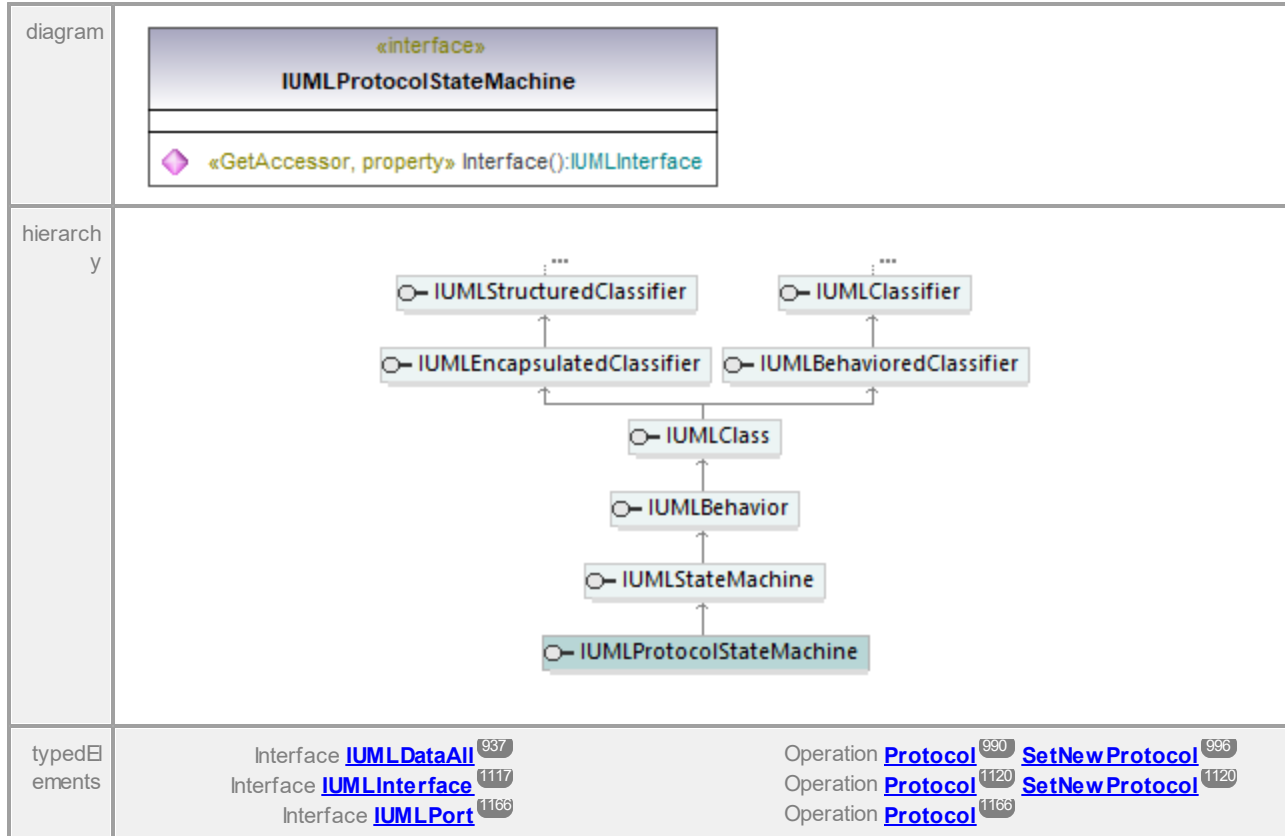 diagram
«interface»
IUMLProtocolStateMachine
«GetAccessor, property» Interface():IUMLInterface
hierarch
y
...
...
IUMLStructuredClassifier
IUMLClassifier
IUMLEncapsulatedClassifier
IUMLBehavioredClassifier
IUMLClass
IUMLBehavior
IUMLStateMachine
IUMLProtocolStateMachine
typedEl
ements
Interface IUMLDataAll 937 Operation Protocol 990 SetNewProtocol 996
Interface IUMLInterface 1117 Operation Protocol 1120 SetNewProtocol 1120
Interface IUMLPort 1166 Operation Protocol 1166